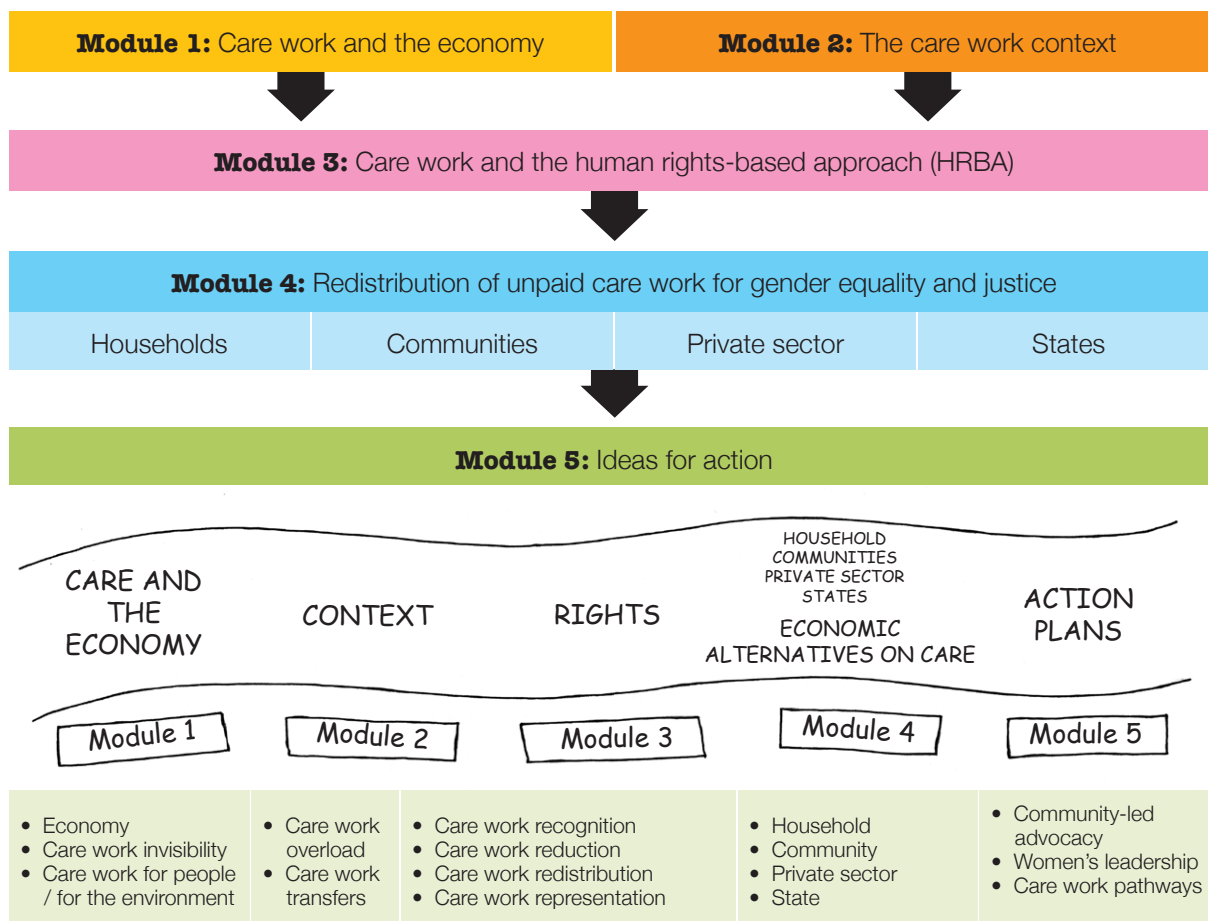 Module 1: Care work and the economy
Module 2: The care work context
Module 3: Care work and the human rights-based approach (HRBA)
Module 4: Redistribution of unpaid care work for gender equality and justice
Households
Communities
Private sector
States
Module 5: Ideas for action
CARE AND
THE
ECONOMY
CONTEXT
RIGHTS
HOUSEHOLD
COMMUNITIES
PRIVATE SECTOR
STATES
ECONOMIC
ALTERNATIVES ON CARE
ACTION
PLANS
Module 1
Module 2
Module 3
Module 4
Module 5
• Economy
• Care work invisibility
• Care work for people
/ for the environment
• Care work
overload
• Care work
transfers
• Care work recognition
• Care work reduction
• Care work redistribution
• Care work representation
• Household
• Community
• Private sector
• State
• Community-led
advocacy
• Women's leadership
• Care work pathways